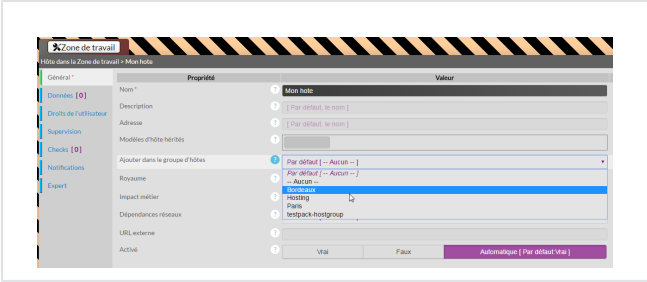 Zone de travail
Hôte dans la Zone de travail > Mon hote
Général *
Données [ 0 ]
Droits de l'utilisateur
Supervision
Checks [ 0 ]
Notifications
Expert
Propriété Valeur
Nom * ? Mon hote
Description ? [ Par défaut, le nom ]
Adresse ? [ Par défaut, le nom ]
Modèles d'hôte hérités ?
Ajouter dans le groupe d'hôtes ? Par défaut [ -- Aucun -- ]
Par défaut [ -- Aucun -- ]
-- Aucun --
Royaume ?
Bordeaux
Impact métier ? Hosting
Paris
Dépendances réseaux ? testpack-hostgroup
URL externe ?
Activé ? Vrai Faux Automatique [ Par défaut Vrai ]